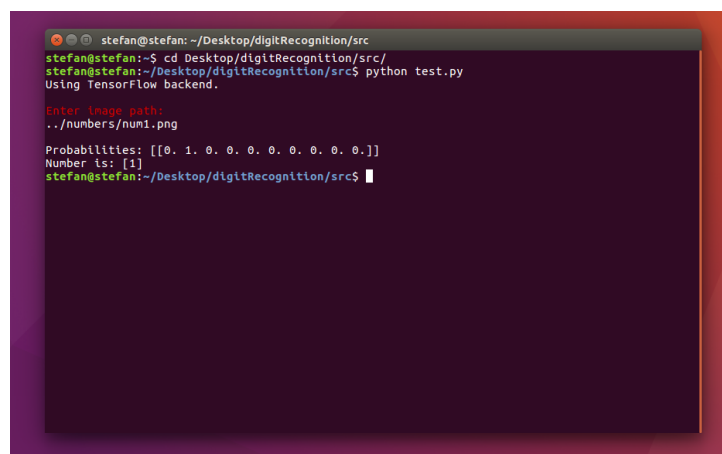 stefan@stefan: ~/Desktop/digitRecognition/src
stefan@stefan:~$ cd Desktop/digitRecognition/src/
stefan@stefan:~/Desktop/digitRecognition/src$ python test.py
Using TensorFlow backend.
Enter image path:
../numbers/num1.png
Probabilities: [[0. 1. 0. 0. 0. 0. 0. 0. 0. 0.]]
Number is: [1]
stefan@stefan:~/Desktop/digitRecognition/src$